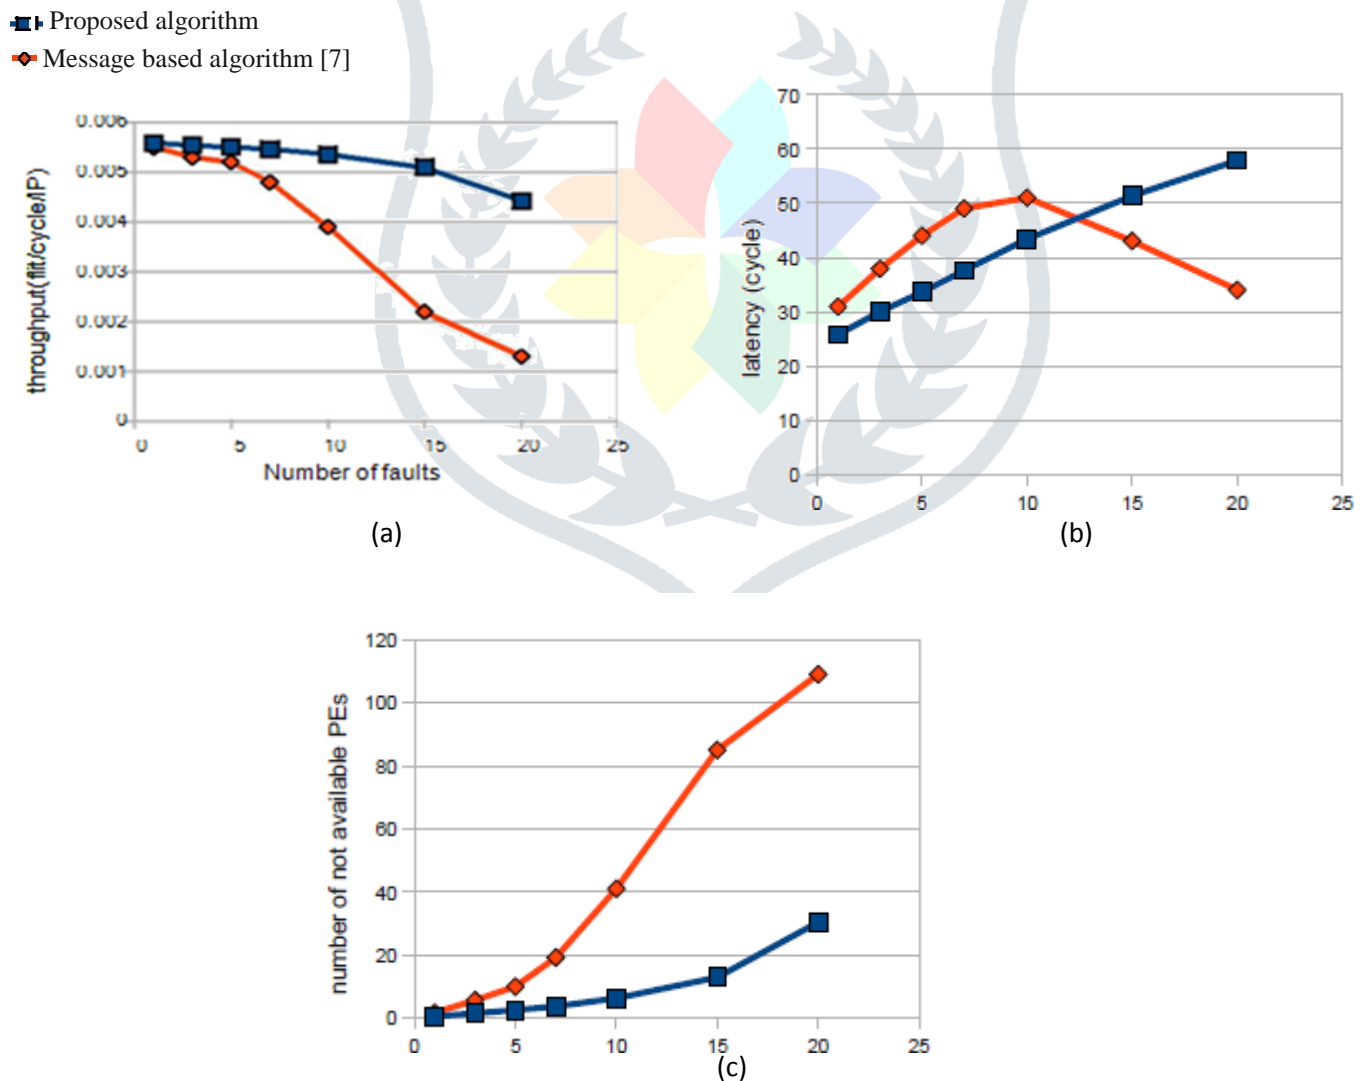 Proposed algorithm
Message based algorithm [7]
0.006
0.005
0.004
0.003
0.002
0.001
0
throughput(flit/cycle/IP)
0 5 10 15 20 25
Number of faults
(a)
70
60
50
40
30
20
10
0
latency (cycle)
0 5 10 15 20 25
(b)
120
100
80
60
40
20
0
number of not available PEs
0 5 10 15 20 25
(c)